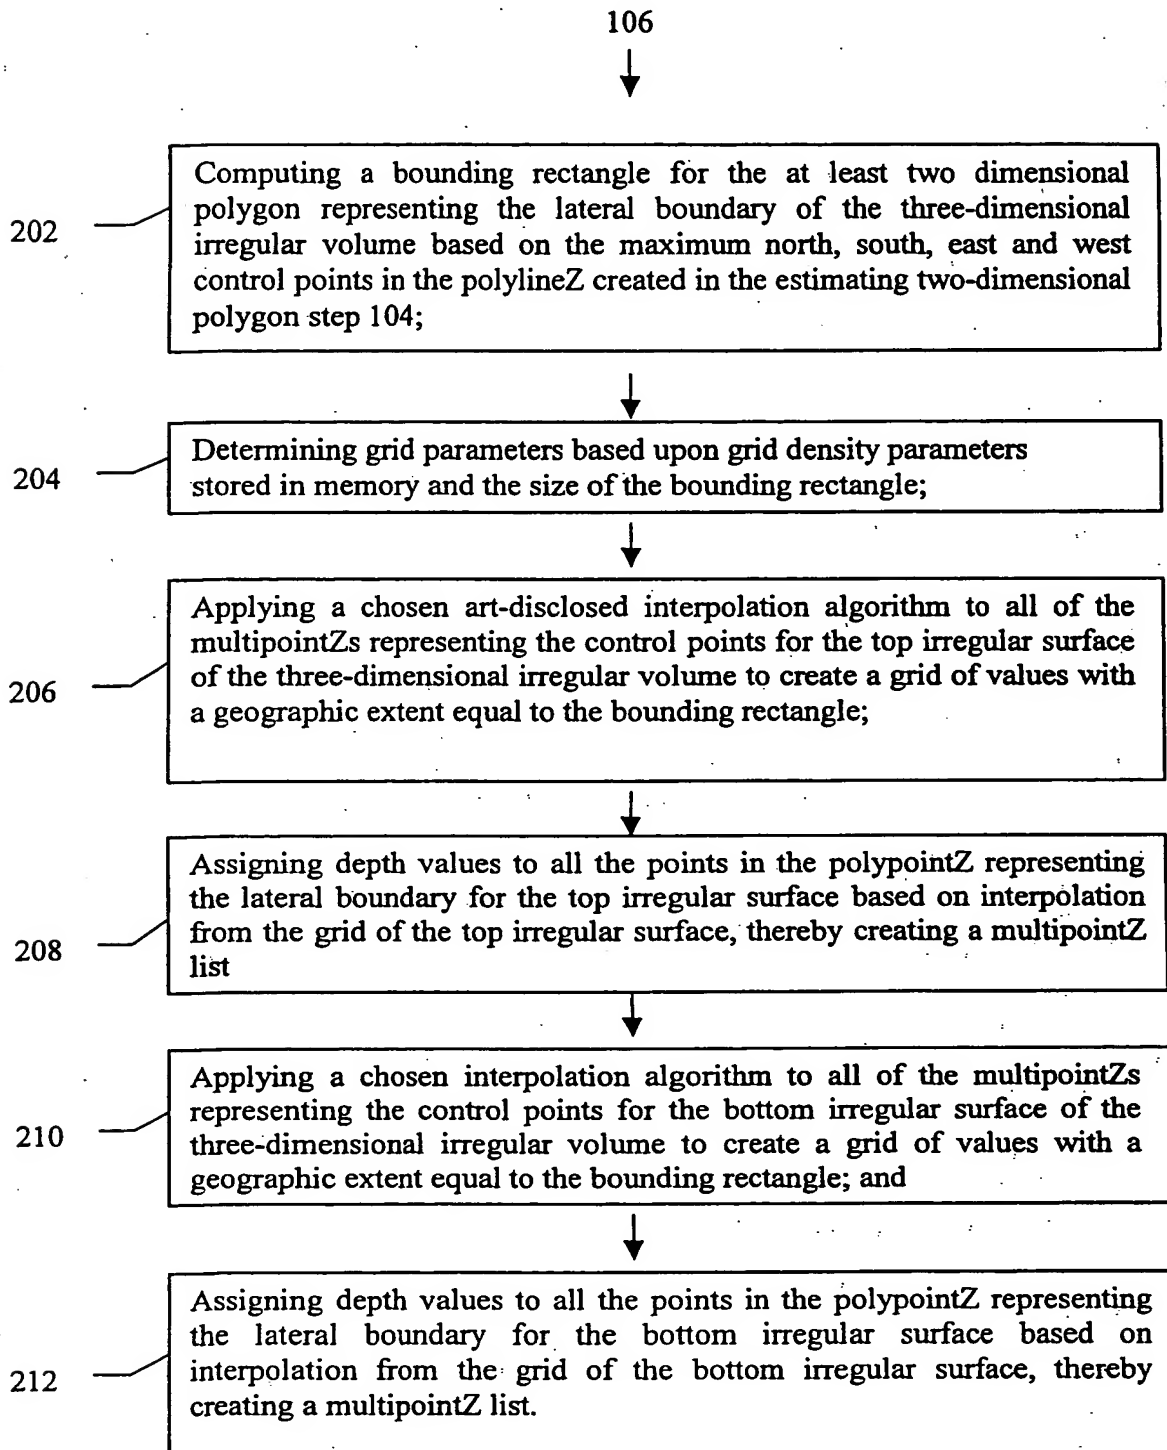 106
202
Computing a bounding rectangle for the at least two dimensional
polygon representing the lateral boundary of the three-dimensional
irregular volume based on the maximum north, south, east and west
control points in the polylineZ created in the estimating two-dimensional
polygon step 104;
204
Determining grid parameters based upon grid density parameters
stored in memory and the size of the bounding rectangle;
206
Applying a chosen art-disclosed interpolation algorithm to all of the
multipointZs representing the control points for the top irregular surface
of the three-dimensional irregular volume to create a grid of values with
a geographic extent equal to the bounding rectangle;
208
Assigning depth values to all the points in the polypointZ representing
the lateral boundary for the top irregular surface based on interpolation
from the grid of the top irregular surface, thereby creating a multipointZ
list
210
Applying a chosen interpolation algorithm to all of the multipointZs
representing the control points for the bottom irregular surface of the
three-dimensional irregular volume to create a grid of values with a
geographic extent equal to the bounding rectangle; and
212
Assigning depth values to all the points in the polypointZ representing
the lateral boundary for the bottom irregular surface based on
interpolation from the grid of the bottom irregular surface, thereby
creating a multipointZ list.